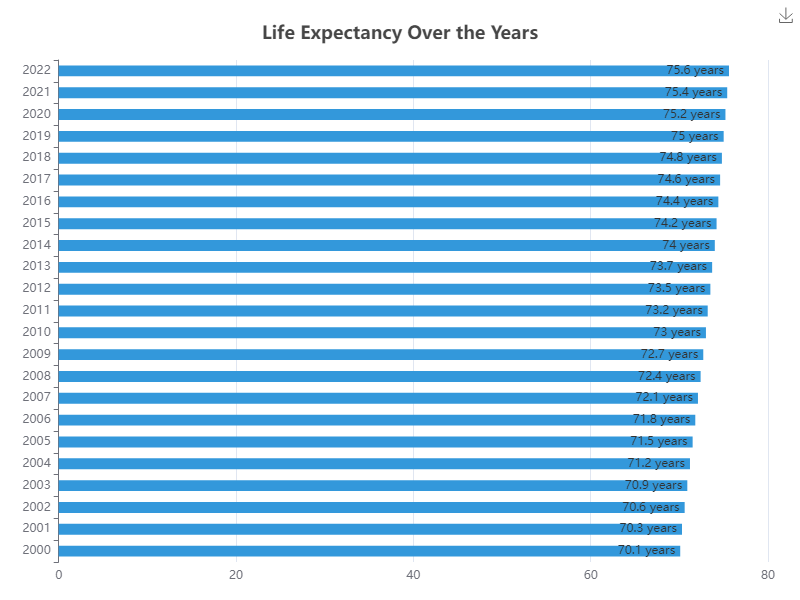 Life Expectancy Over the Years
2022 75.6 years
2021 75.4 years
2020 75.2 years
2019 75 years
2018 74.8 years
2017 74.6 years
2016 74.4 years
2015 74.2 years
2014 74 years
2013 73.7 years
2012 73.5 years
2011 73.2 years
2010 73 years
2009 72.7 years
2008 72.4 years
2007 72.1 years
2006 71.8 years
2005 71.5 years
2004 71.2 years
2003 70.9 years
2002 70.6 years
2001 70.3 years
2000 70.1 years
0 20 40 60 80